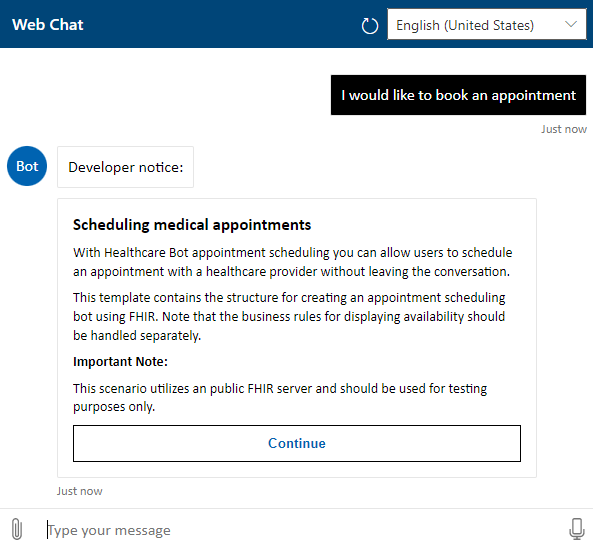 Web Chat
English (United States)
I would like to book an appointment
Just now
Bot
Developer notice:
Scheduling medical appointments
With Healthcare Bot appointment scheduling you can allow users to schedule
an appointment with a healthcare provider without leaving the conversation.
This template contains the structure for creating an appointment scheduling
bot using FHIR. Note that the business rules for displaying availability should
be handled separately.
Important Note:
This scenario utilizes an public FHIR server and should be used for testing
purposes only.
Continue
Just now
Type your message